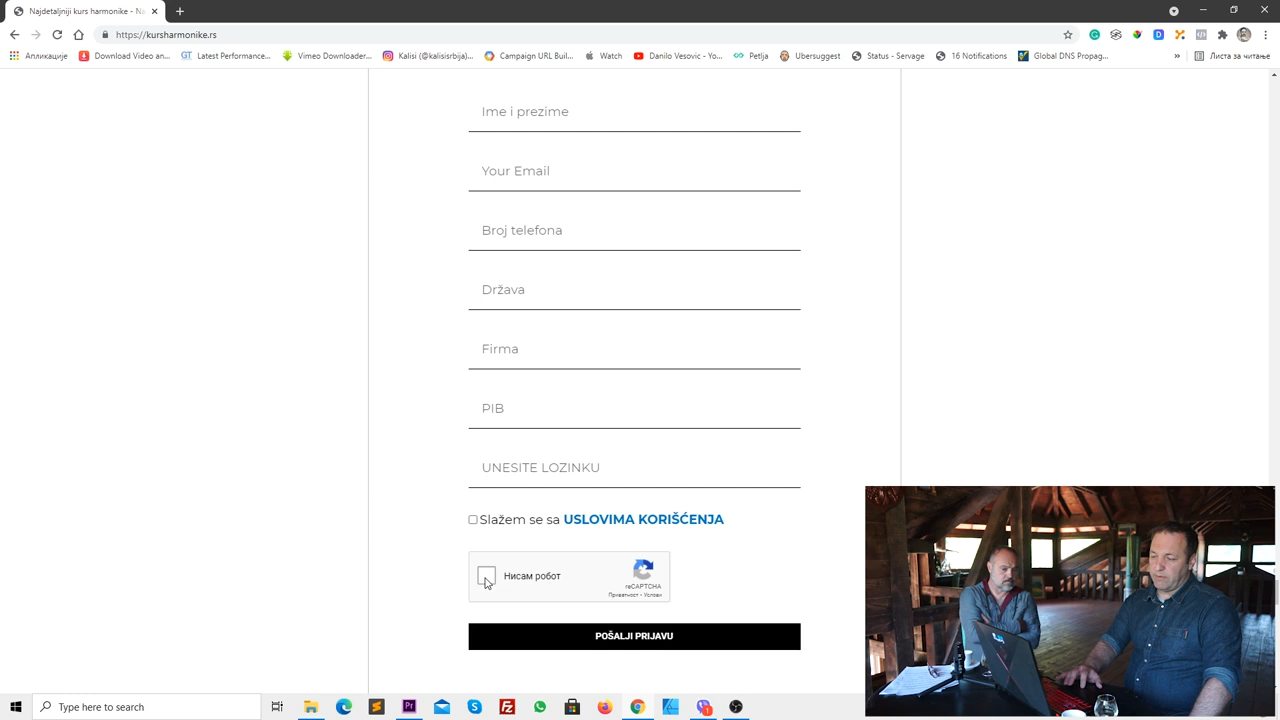 Najdetaljniji kurs harmonike - Na
https://kursharmonike.rs
Апликације
Download Video an...
Latest Performance...
Vimeo Downloader...
Kalisi (@kalisisrbija)...
Campaign URL Buil...
Watch
Danilo Vesovic - Yo...
Petlja
Ubersuggest
Status - Servage
16 Notifications
Global DNS Propag...
»
Листа за читање
Ime i prezime
Your Email
Broj telefona
Država
Firma
PIB
UNESITE LOZINKU
Slažem se sa USLOVIMA KORIŠĆENJA
Нисам робот
reCAPTCHA
Приватност - Услови
POŠALJI PRIJAVU
Type here to search